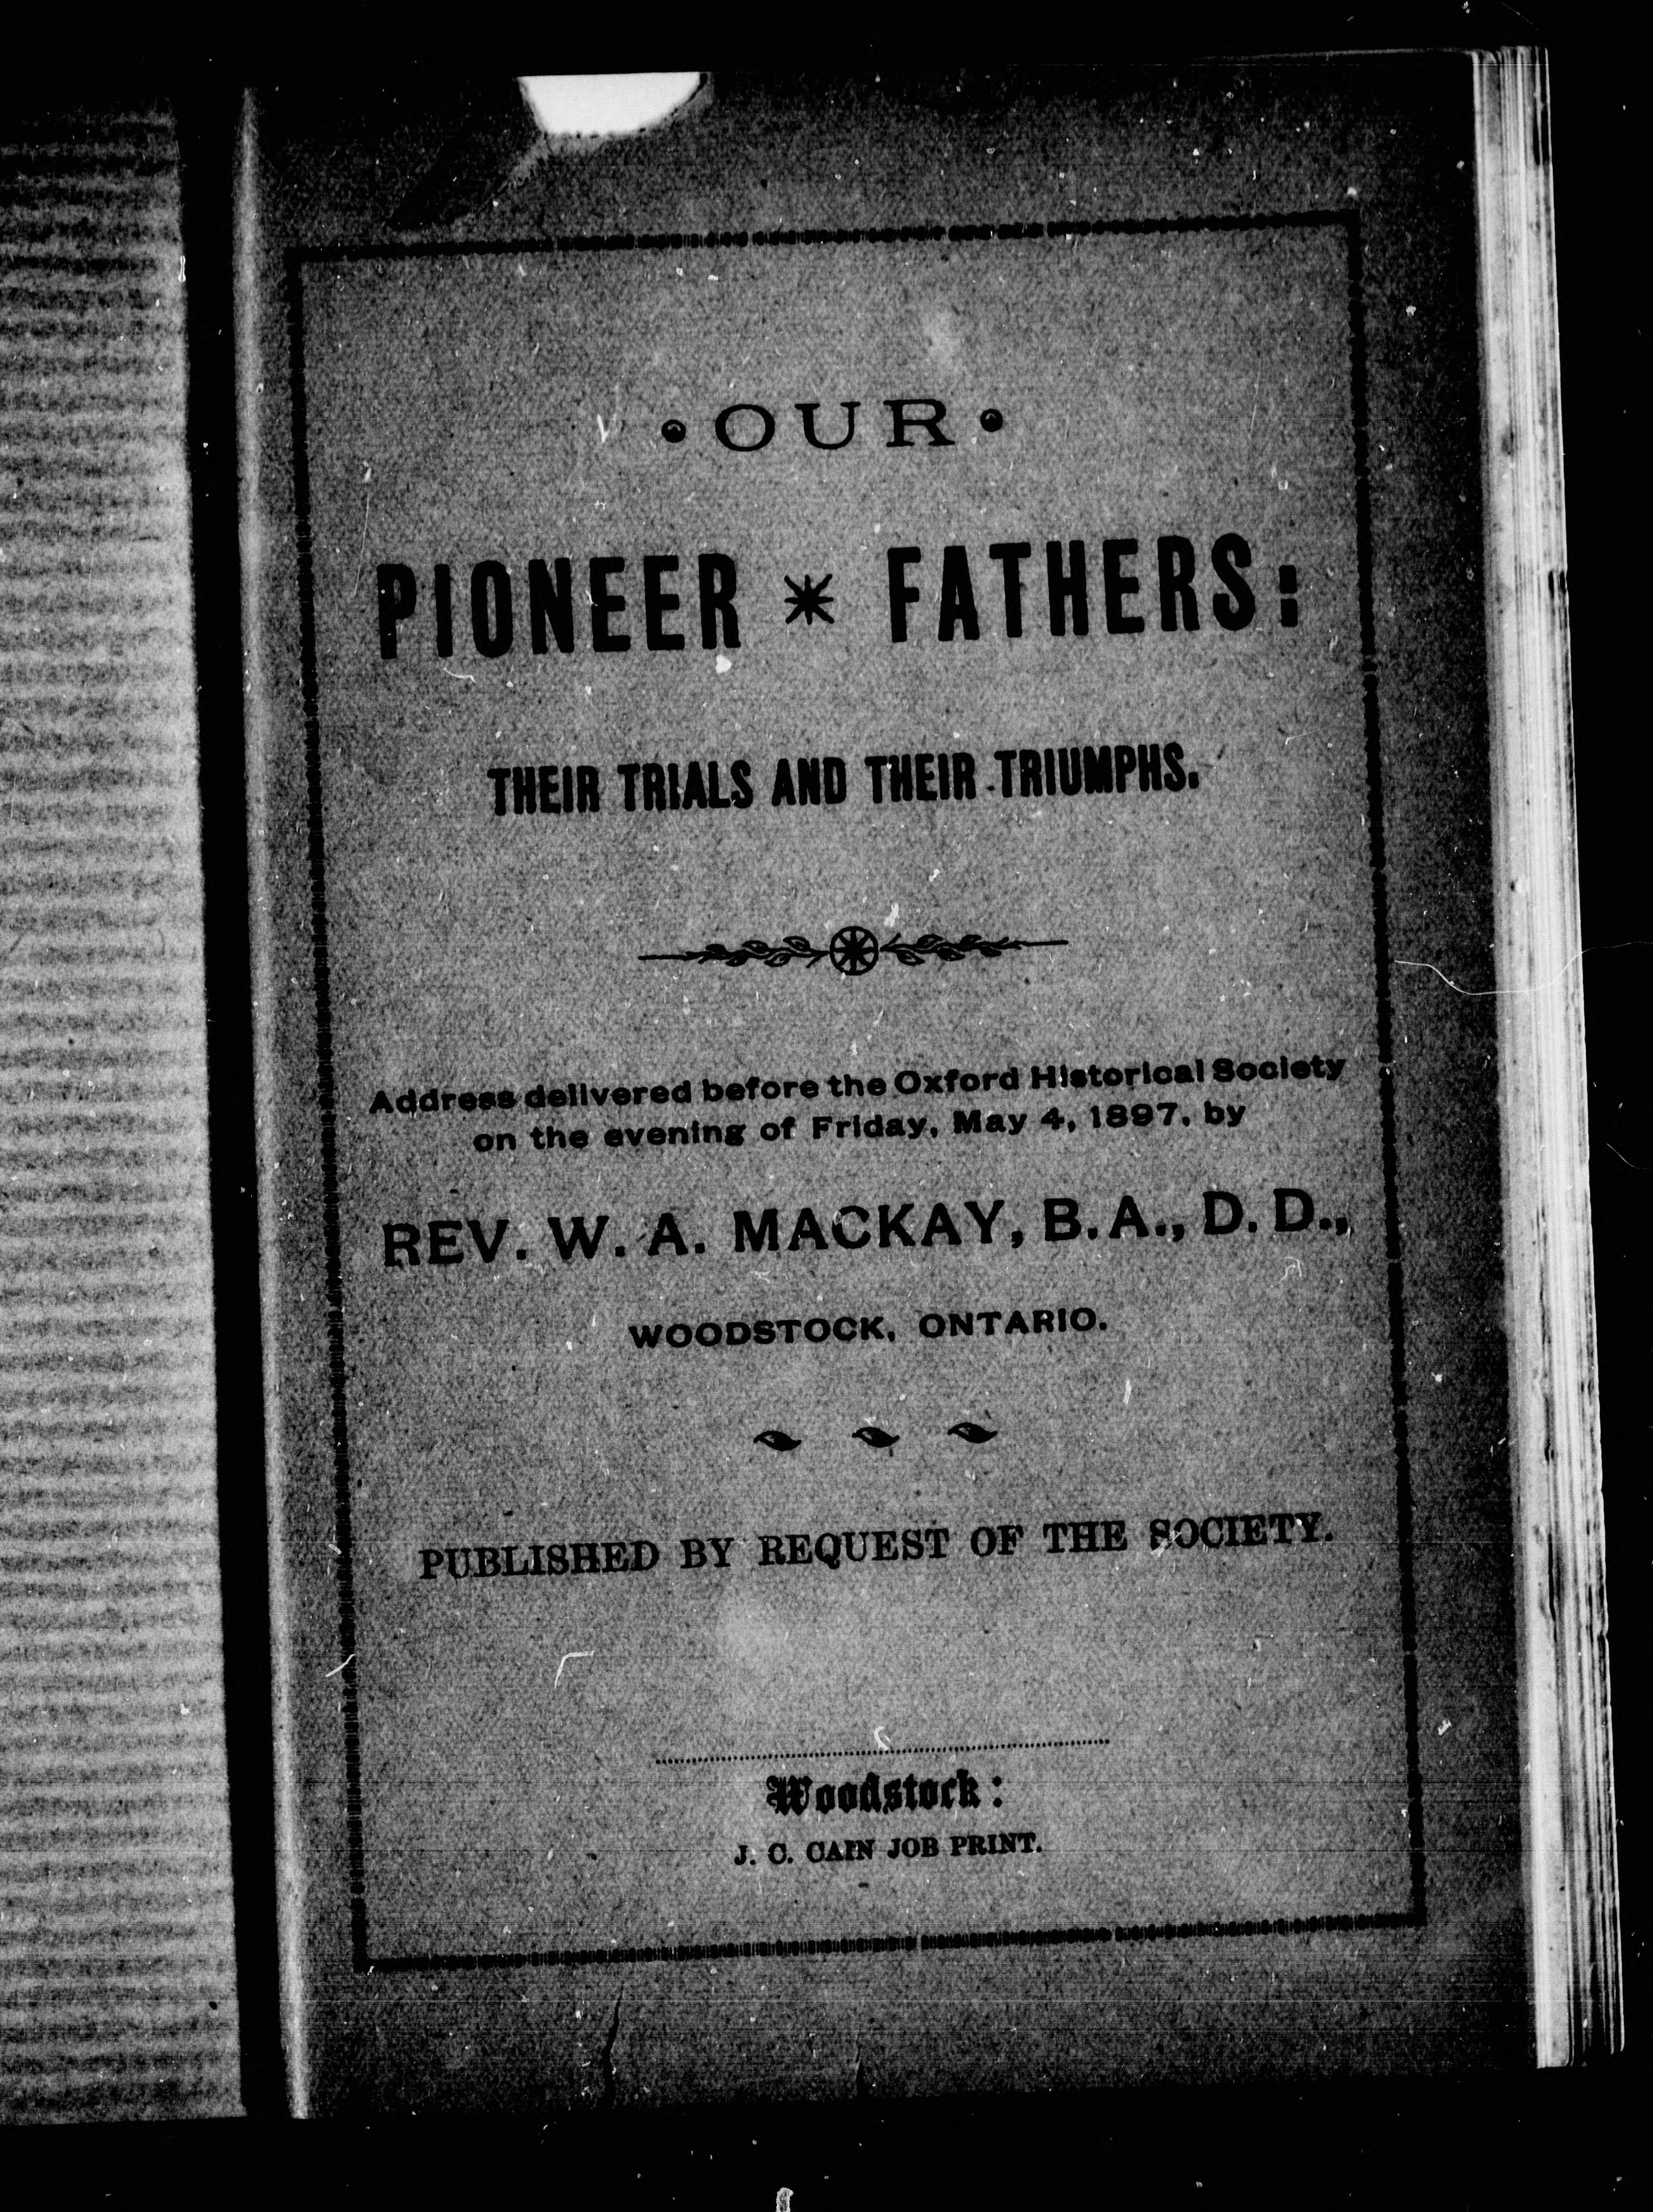 OUR
PIONEER * FATHERS:
THEIR TRIALS AND THEIR TRIUMPHS.
Address delivered before the Oxford Historical Society
on the evening of Friday, May 4, 1897, by
REV. W. A. MACKAY, B.A., D.D.,
WOODSTOCK, ONTARIO.
PUBLISHED BY REQUEST OF THE SOCIETY.
Woodstock:
J. C. CAIN JOB PRINT.